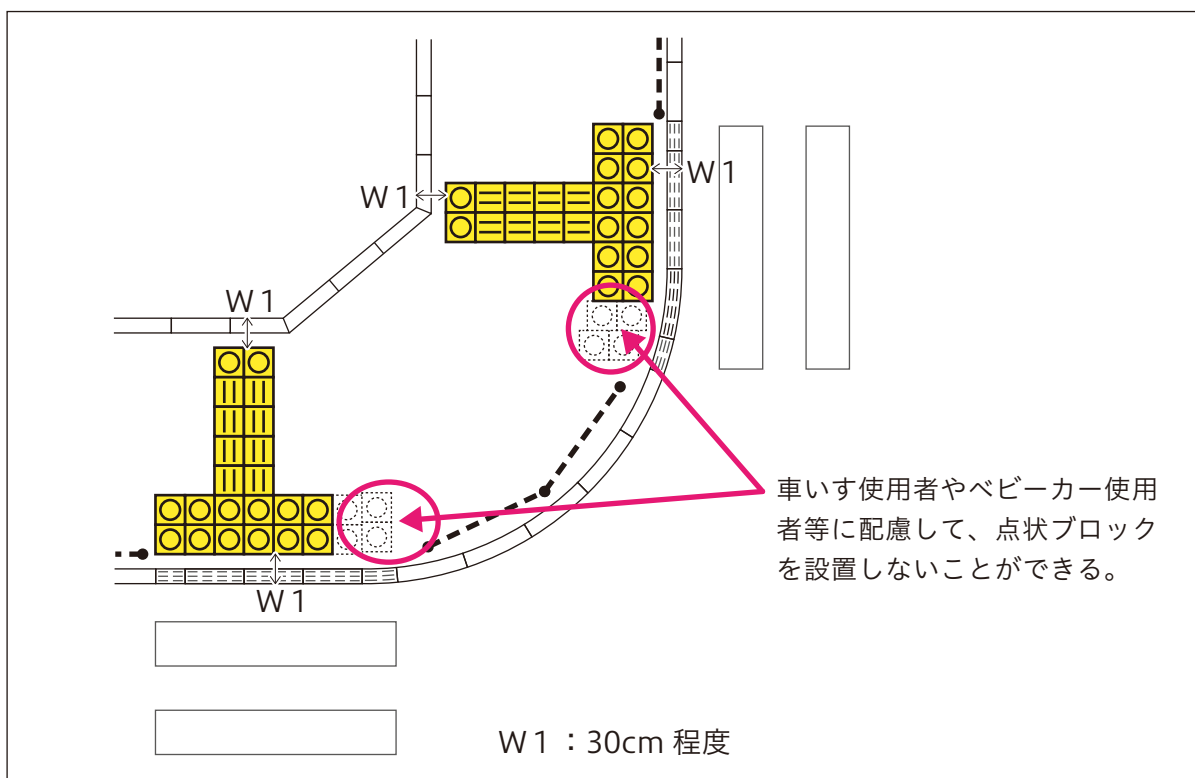 W1
W1
W1
車いす使用者やベビーカー使用
者等に配慮して、点状ブロック
を設置しないことができる。
W1
W1：30cm 程度